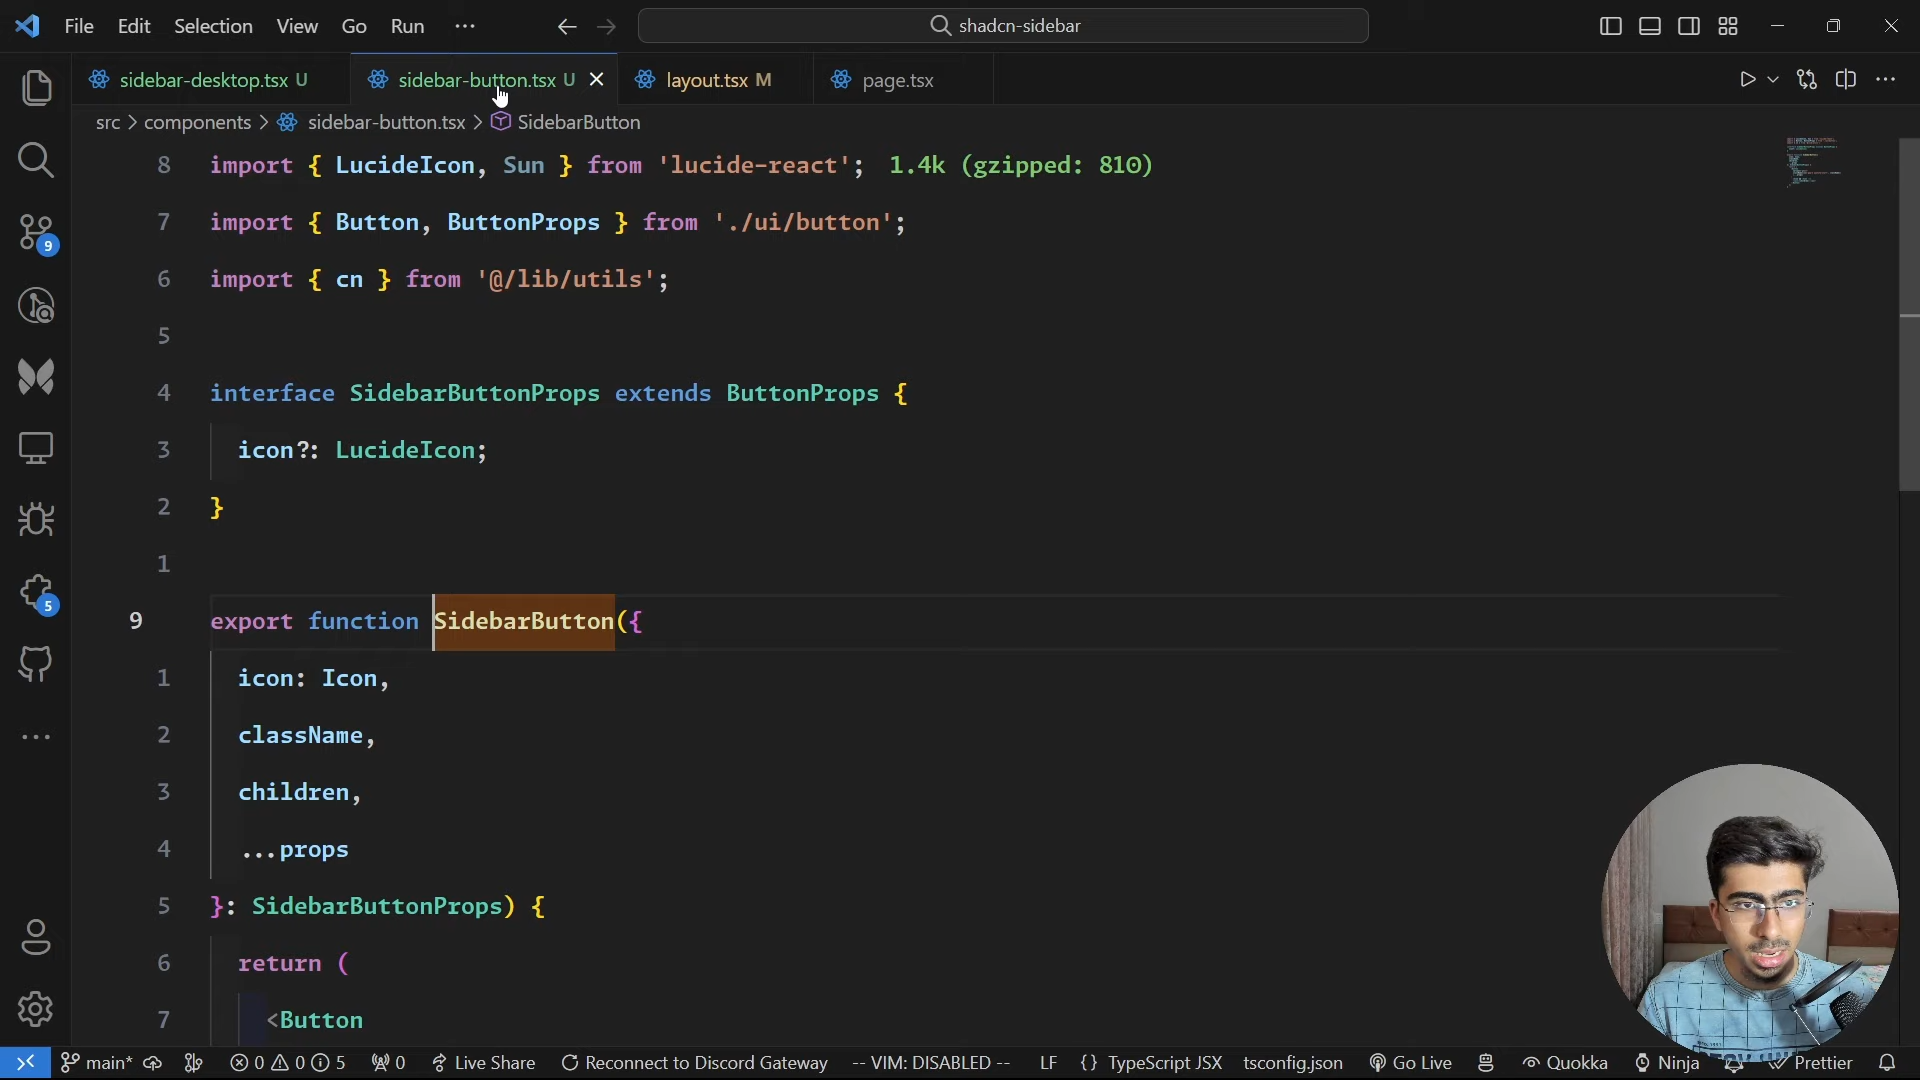 File Edit Selection View Go Run ··· shadcn-sidebar
sidebar-desktop.tsx U sidebar-button.tsx U layout.tsx M page.tsx
src > components > sidebar-button.tsx > SidebarButton
8 import { LucideIcon, Sun } from 'lucide-react'; 1.4k (gzipped: 810)
7 import { Button, ButtonProps } from './ui/button';
6 import { cn } from '@/lib/utils';
5
4 interface SidebarButtonProps extends ButtonProps {
3 icon?: LucideIcon;
2 }
1
9 export function SidebarButton({
1 icon: Icon,
2 className,
3 children,
4 ...props
5 }: SidebarButtonProps) {
6 return (
7 <Button
9
5
main* 0 0 5 0 Live Share Reconnect to Discord Gateway -- VIM: DISABLED -- LF {} TypeScript JSX tsconfig.json Go Live Quokka Ninja Prettier